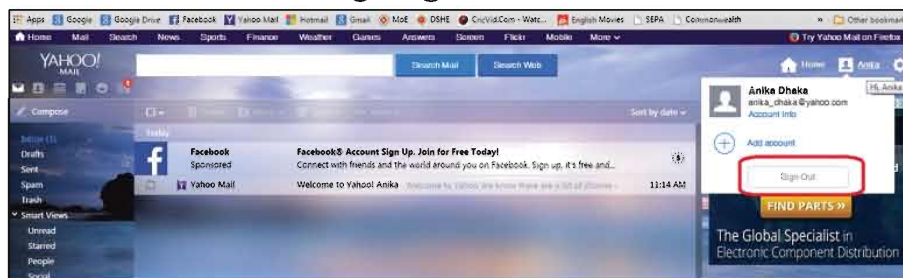 Apps Google Google Drive Facebook Yahoo Mail Hotmail Gmail MoE DSHE CricVid.Com - Watc... English Movies SEPA Commonwealth » Other bookmar
Home Mail Search News Sports Finance Weather Games Answers Screen Flickr Mobile More Try Yahoo Mail on Firefox
YAHOO!
MAIL
Search Mail Search Web
Home Anika
Hi, Anika
Compose
Sort by date
Anika Dhaka
anika_dhaka@yahoo.com
Account Info
Add account
Sign Out
Inbox (1)
Drafts
Sent
Spam
Trash
Smart Views
Unread
Starred
People
Social
Today
Facebook Facebook® Account Sign Up. Join for Free Today!
Sponsored Connect with friends and the world around you on Facebook. Sign up, it's free and...
Yahoo Mail Welcome to Yahoo! Anika 11:14 AM
FIND PARTS »
The Global Specialist in
Electronic Component Distribution